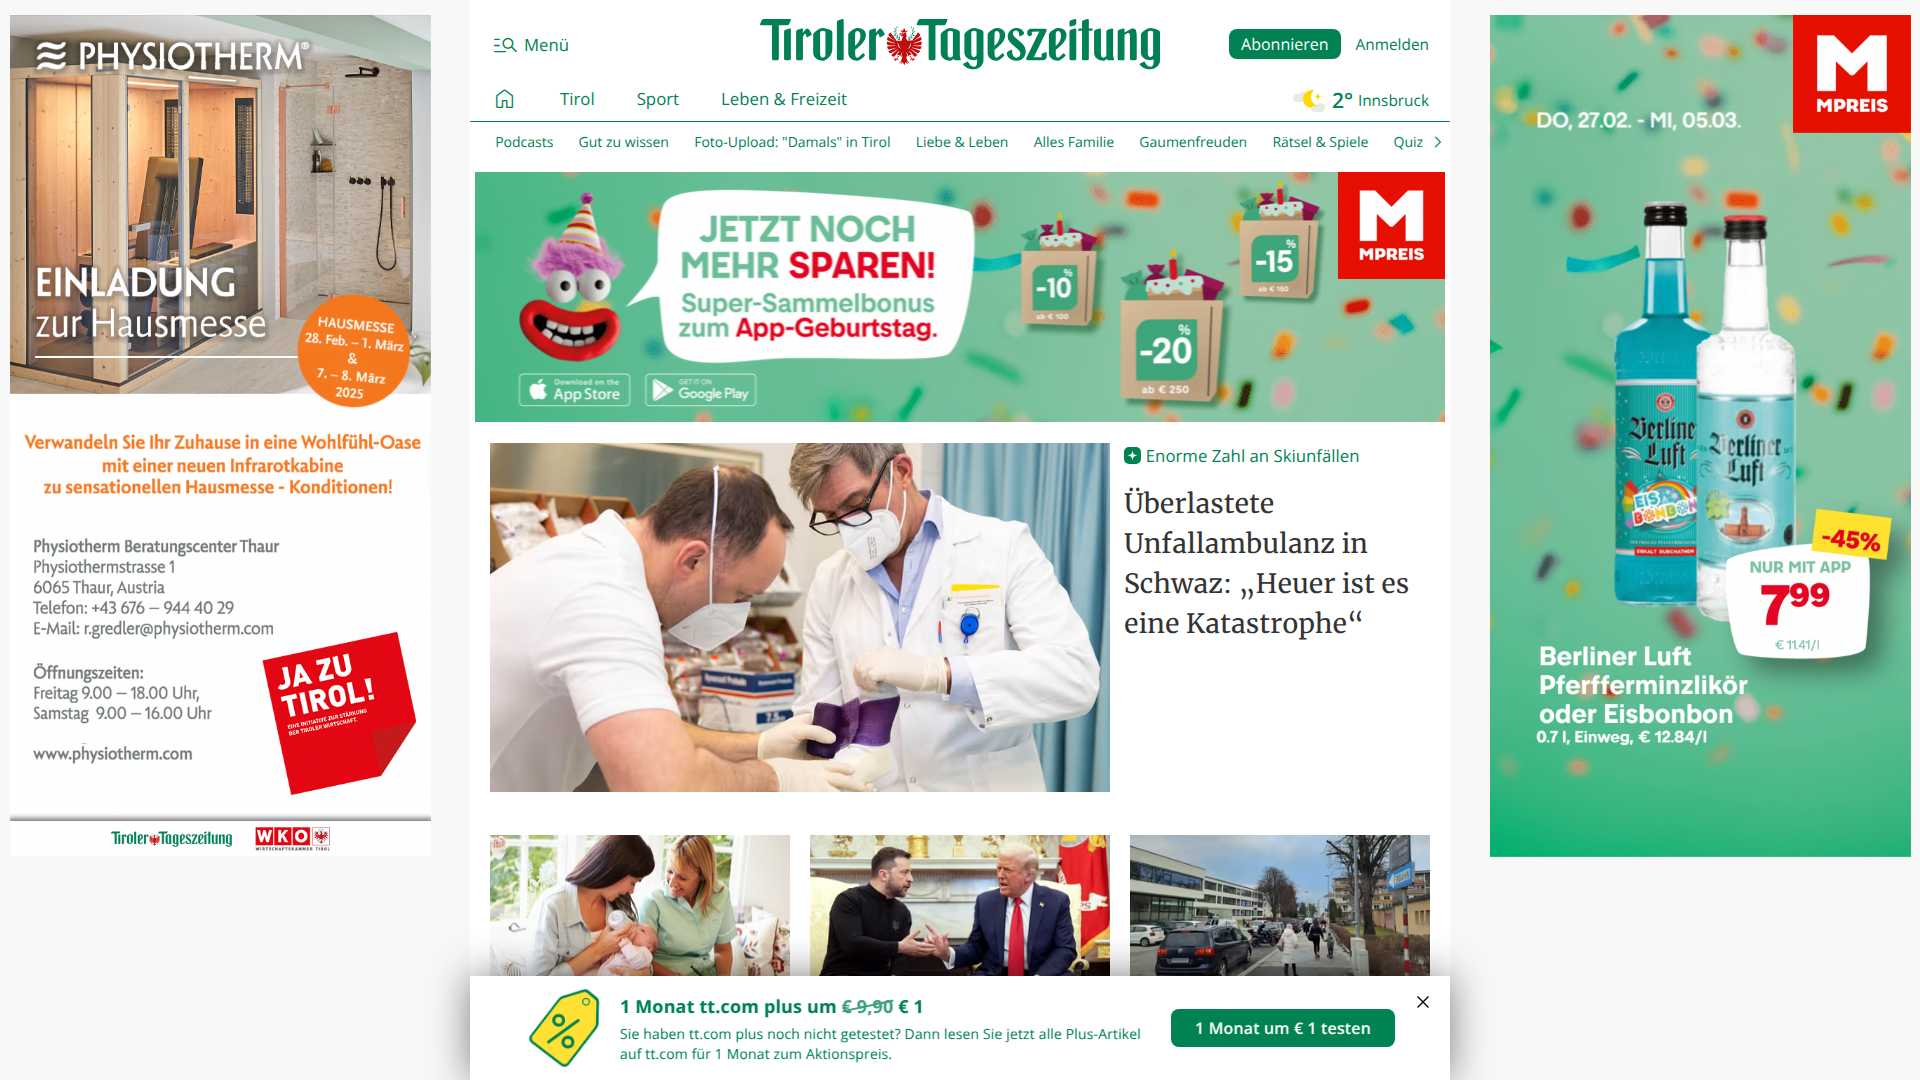 PHYSIOTHERM®
EINLADUNG
zur Hausmesse
HAUSMESSE
28. Feb. – 1. März
&
7. – 8. März
2025
Verwandeln Sie Ihr Zuhause in eine Wohlfühl-Oase
mit einer neuen Infrarotkabine
zu sensationellen Hausmesse - Konditionen!
Physiotherm Beratungscenter Thaur
Physiothermstrasse 1
6065 Thaur, Austria
Telefon: +43 676 – 944 40 29
E-Mail: r.gredler@physiotherm.com
Öffnungszeiten:
Freitag 9.00 – 18.00 Uhr,
Samstag 9.00 – 16.00 Uhr
www.physiotherm.com
JA ZU
TIROL!
EINE INITIATIVE ZUR STÄRKUNG
DER TIROLER WIRTSCHAFT.
Tiroler Tageszeitung
WKO
WIRTSCHAFTSKAMMER TIROL
Menü
Tiroler Tageszeitung
Abonnieren
Anmelden
Tirol
Sport
Leben & Freizeit
2° Innsbruck
Podcasts
Gut zu wissen
Foto-Upload: "Damals" in Tirol
Liebe & Leben
Alles Familie
Gaumenfreuden
Rätsel & Spiele
Quiz
JETZT NOCH
MEHR SPAREN!
Super-Sammelbonus
zum App-Geburtstag.
Download on the
App Store
GET IT ON
Google Play
-10%
ab € 100
-20%
ab € 250
-15%
ab € 150
MPREIS
Enorme Zahl an Skiunfällen
Überlastete
Unfallambulanz in
Schwaz: „Heuer ist es
eine Katastrophe“
1 Monat tt.com plus um € 9,90 € 1
Sie haben tt.com plus noch nicht getestet? Dann lesen Sie jetzt alle Plus-Artikel
auf tt.com für 1 Monat zum Aktionspreis.
1 Monat um € 1 testen
MPREIS
DO, 27.02. - MI, 05.03.
Berliner
Luft
EIS
BONBON
Berliner
Luft
-45%
NUR MIT APP
7⁹⁹
€ 11.41/l
Berliner Luft
Pferfferminzlikör
oder Eisbonbon
0.7 l, Einweg, € 12.84/l